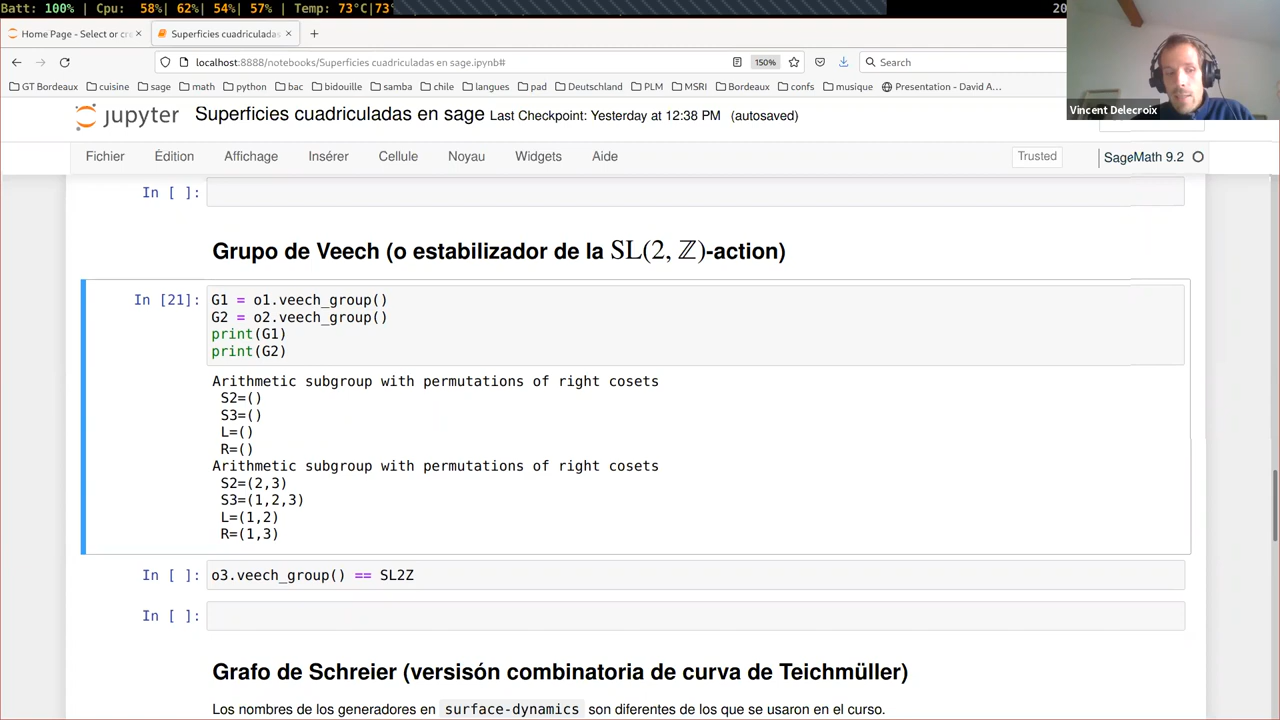 Batt: 100% | Cpu: 58%| 62%| 54%| 57% | Temp: 73°C|73° 20
Home Page - Select or cre
Superficies cuadriculadas
localhost:8888/notebooks/Superficies cuadriculadas en sage.ipynb#
150%
Search
GT Bordeaux cuisine sage math python bac bidouille samba chile langues pad Deutschland PLM MSRI Bordeaux confs musique Presentation - David A...
Vincent Delecroix
jupyter Superficies cuadriculadas en sage Last Checkpoint: Yesterday at 12:38 PM (autosaved)
Fichier Édition Affichage Insérer Cellule Noyau Widgets Aide Trusted SageMath 9.2
In [ ]:
Grupo de Veech (o estabilizador de la SL(2, ℤ)-action)
In [21]: G1 = o1.veech_group()
G2 = o2.veech_group()
print(G1)
print(G2)
Arithmetic subgroup with permutations of right cosets
S2=()
S3=()
L=()
R=()
Arithmetic subgroup with permutations of right cosets
S2=(2,3)
S3=(1,2,3)
L=(1,2)
R=(1,3)
In [ ]: o3.veech_group() == SL2Z
In [ ]:
Grafo de Schreier (versisón combinatoria de curva de Teichmüller)
Los nombres de los generadores en surface-dynamics son diferentes de los que se usaron en el curso.